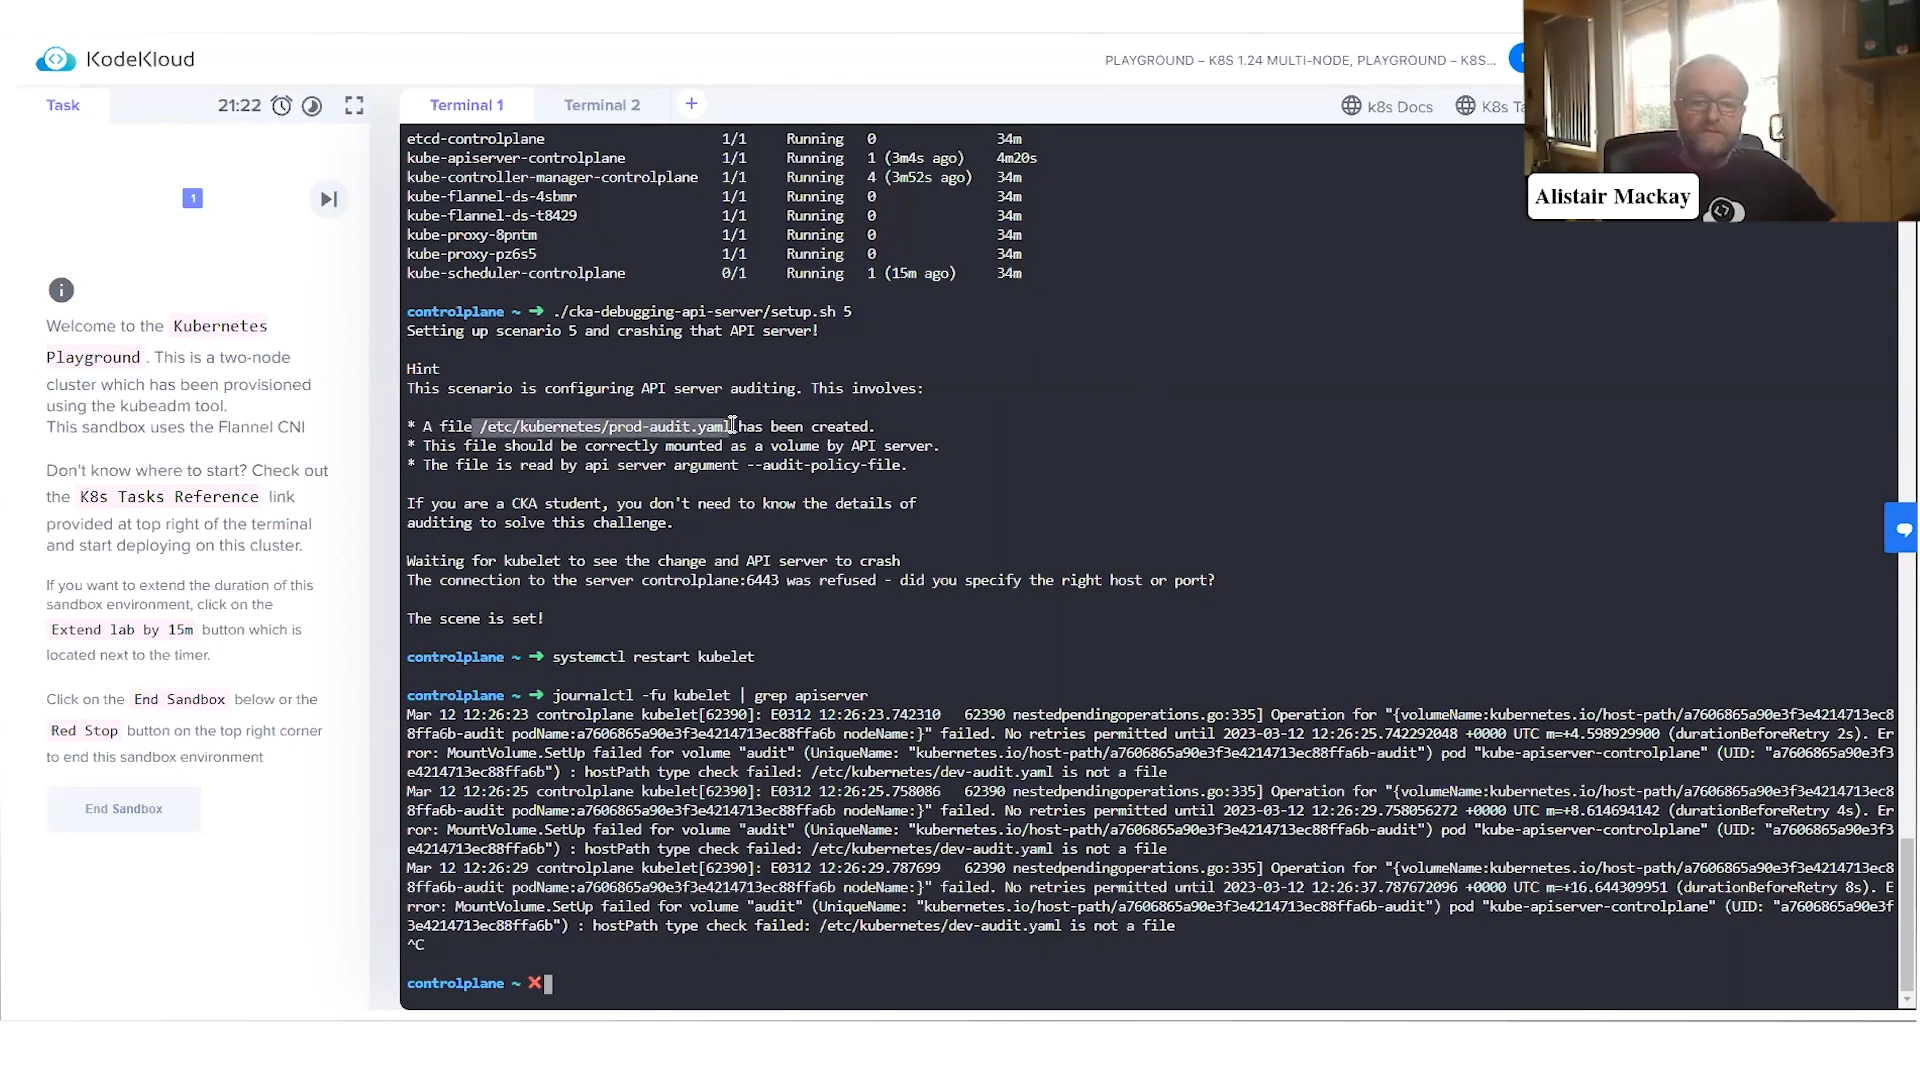 KodeKloud
PLAYGROUND – K8S 1.24 MULTI-NODE, PLAYGROUND – K8S...
Task
21:22
Terminal 1
Terminal 2
+
k8s Docs
K8s Ta
Alistair Mackay
1
Welcome to the Kubernetes
Playground. This is a two-node
cluster which has been provisioned
using the kubeadm tool.
This sandbox uses the Flannel CNI
Don't know where to start? Check out
the K8s Tasks Reference link
provided at top right of the terminal
and start deploying on this cluster.
If you want to extend the duration of this
sandbox environment, click on the
Extend lab by 15m button which is
located next to the timer.
Click on the End Sandbox below or the
Red Stop button on the top right corner
to end this sandbox environment
End Sandbox
etcd-controlplane 1/1 Running 0 34m
kube-apiserver-controlplane 1/1 Running 1 (3m4s ago) 4m20s
kube-controller-manager-controlplane 1/1 Running 4 (3m52s ago) 34m
kube-flannel-ds-4sbmr 1/1 Running 0 34m
kube-flannel-ds-t8429 1/1 Running 0 34m
kube-proxy-8pntm 1/1 Running 0 34m
kube-proxy-pz6s5 1/1 Running 0 34m
kube-scheduler-controlplane 0/1 Running 1 (15m ago) 34m
controlplane ~ ➜ ./cka-debugging-api-server/setup.sh 5
Setting up scenario 5 and crashing that API server!
Hint
This scenario is configuring API server auditing. This involves:
* A file /etc/kubernetes/prod-audit.yaml has been created.
* This file should be correctly mounted as a volume by API server.
* The file is read by api server argument --audit-policy-file.
If you are a CKA student, you don't need to know the details of
auditing to solve this challenge.
Waiting for kubelet to see the change and API server to crash
The connection to the server controlplane:6443 was refused - did you specify the right host or port?
The scene is set!
controlplane ~ ➜ systemctl restart kubelet
controlplane ~ ➜ journalctl -fu kubelet | grep apiserver
Mar 12 12:26:23 controlplane kubelet[62390]: E0312 12:26:23.742310 62390 nestedpendingoperations.go:335] Operation for "{volumeName:kubernetes.io/host-path/a7606865a90e3f3e4214713ec8
8ffa6b-audit podName:a7606865a90e3f3e4214713ec88ffa6b nodeName:}" failed. No retries permitted until 2023-03-12 12:26:25.742292048 +0000 UTC m=+4.598929900 (durationBeforeRetry 2s). Er
ror: MountVolume.SetUp failed for volume "audit" (UniqueName: "kubernetes.io/host-path/a7606865a90e3f3e4214713ec88ffa6b-audit") pod "kube-apiserver-controlplane" (UID: "a7606865a90e3f3
e4214713ec88ffa6b") : hostPath type check failed: /etc/kubernetes/dev-audit.yaml is not a file
Mar 12 12:26:25 controlplane kubelet[62390]: E0312 12:26:25.758086 62390 nestedpendingoperations.go:335] Operation for "{volumeName:kubernetes.io/host-path/a7606865a90e3f3e4214713ec8
8ffa6b-audit podName:a7606865a90e3f3e4214713ec88ffa6b nodeName:}" failed. No retries permitted until 2023-03-12 12:26:29.758056272 +0000 UTC m=+8.614694142 (durationBeforeRetry 4s). Er
ror: MountVolume.SetUp failed for volume "audit" (UniqueName: "kubernetes.io/host-path/a7606865a90e3f3e4214713ec88ffa6b-audit") pod "kube-apiserver-controlplane" (UID: "a7606865a90e3f3
e4214713ec88ffa6b") : hostPath type check failed: /etc/kubernetes/dev-audit.yaml is not a file
Mar 12 12:26:29 controlplane kubelet[62390]: E0312 12:26:29.787699 62390 nestedpendingoperations.go:335] Operation for "{volumeName:kubernetes.io/host-path/a7606865a90e3f3e4214713ec8
8ffa6b-audit podName:a7606865a90e3f3e4214713ec88ffa6b nodeName:}" failed. No retries permitted until 2023-03-12 12:26:37.787672096 +0000 UTC m=+16.644309951 (durationBeforeRetry 8s). E
rror: MountVolume.SetUp failed for volume "audit" (UniqueName: "kubernetes.io/host-path/a7606865a90e3f3e4214713ec88ffa6b-audit") pod "kube-apiserver-controlplane" (UID: "a7606865a90e3f
3e4214713ec88ffa6b") : hostPath type check failed: /etc/kubernetes/dev-audit.yaml is not a file
^C
controlplane ~ ✖